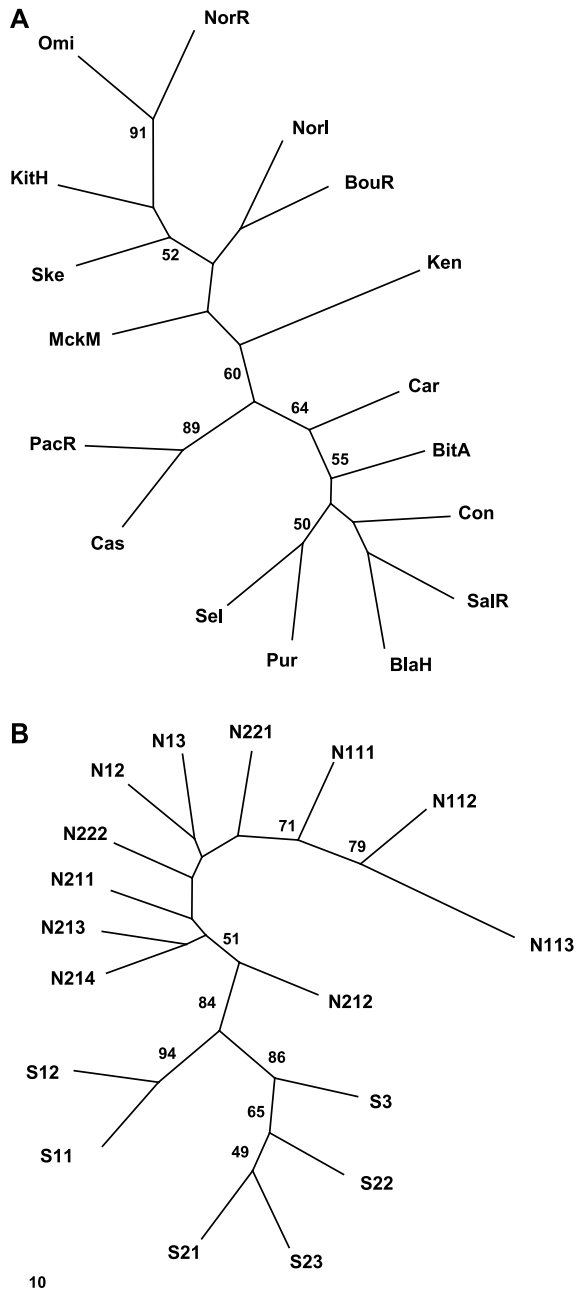 A
NorR
Omi
91
NorI
KitH
BouR
52
Ske
Ken
MckM
60
Car
64
89
PacR
BitA
55
Con
50
Cas
SalR
Sel
Pur
BlaH
B
N221
N13
N111
N12
N112
71
N222
79
N211
N213
51
N113
N214
N212
84
94
86
S12
S3
65
S11
49
S22
S21
S23
10